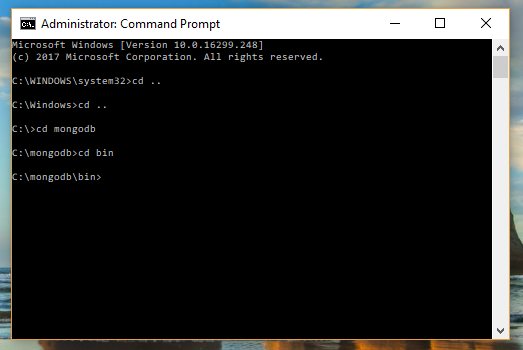 Administrator: Command Prompt
Microsoft Windows [Version 10.0.16299.248]
(c) 2017 Microsoft Corporation. All rights reserved.
C:\WINDOWS\system32>cd ..
C:\Windows>cd ..
C:\>cd mongodb
C:\mongodb>cd bin
C:\mongodb\bin>